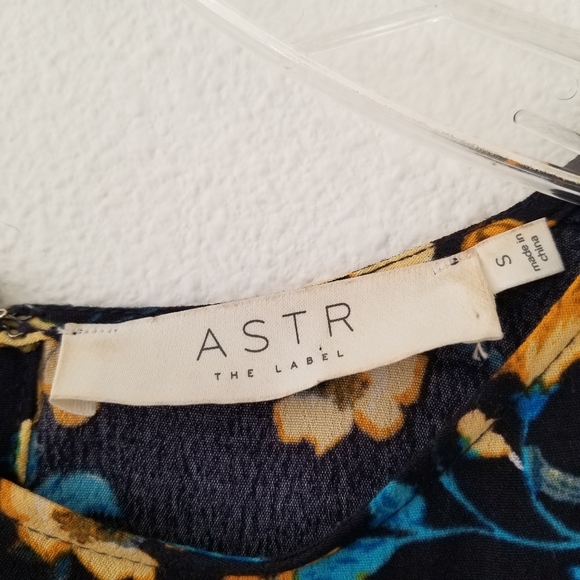 ASTR
THE LABEL
S
made in
china